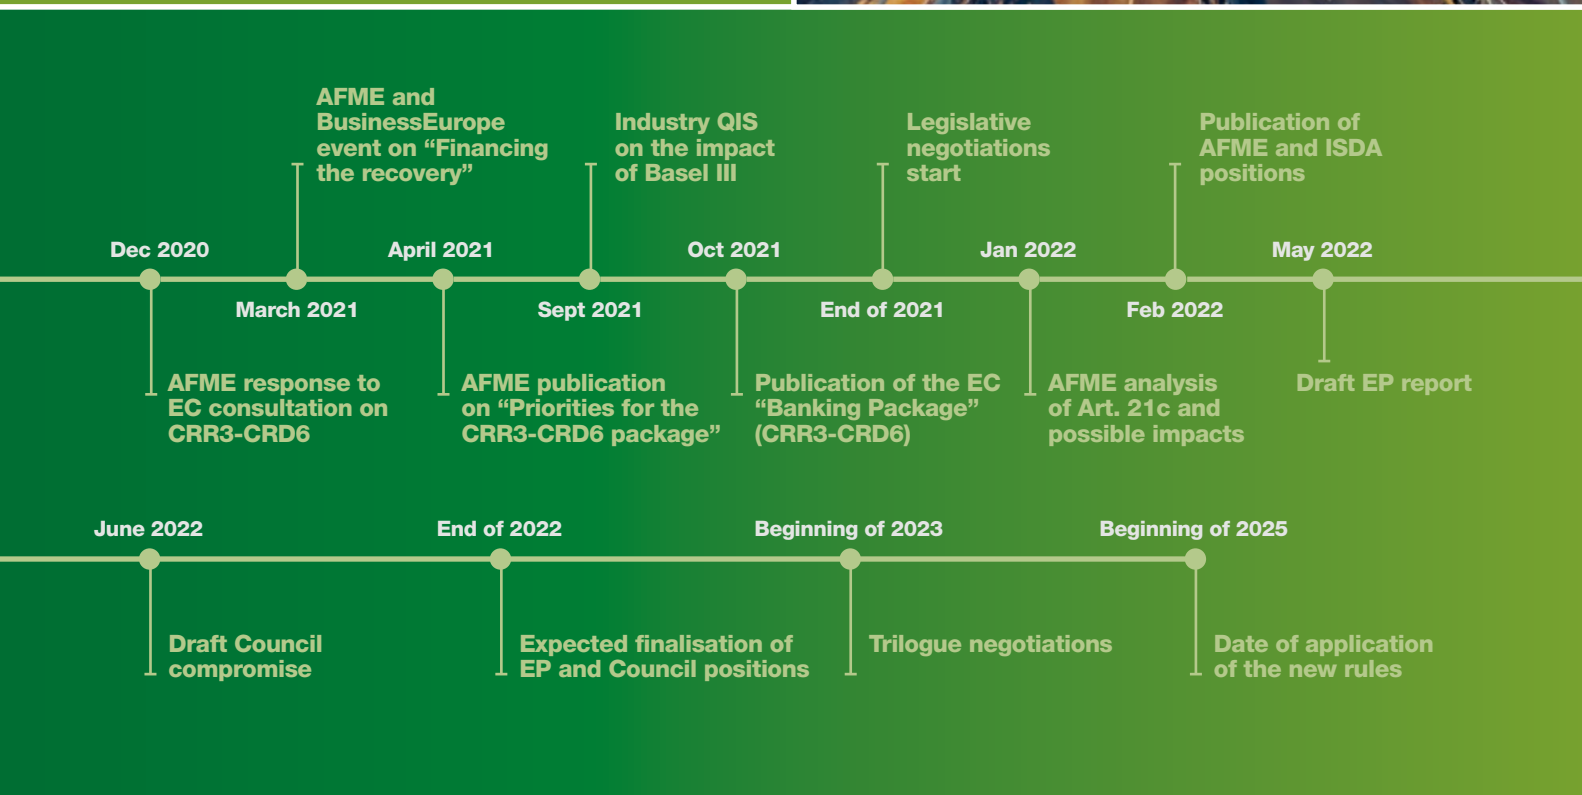 AFME and
BusinessEurope
event on “Financing
the recovery”
Industry QIS
on the impact
of Basel III
Legislative
negotiations
start
Publication of
AFME and ISDA
positions
Dec 2020
April 2021
Oct 2021
Jan 2022
May 2022
March 2021
Sept 2021
End of 2021
Feb 2022
AFME response to
EC consultation on
CRR3-CRD6
AFME publication
on “Priorities for the
CRR3-CRD6 package”
Publication of the EC
“Banking Package”
(CRR3-CRD6)
AFME analysis
of Art. 21c and
possible impacts
Draft EP report
June 2022
End of 2022
Beginning of 2023
Beginning of 2025
Draft Council
compromise
Expected finalisation of
EP and Council positions
Trilogue negotiations
Date of application
of the new rules